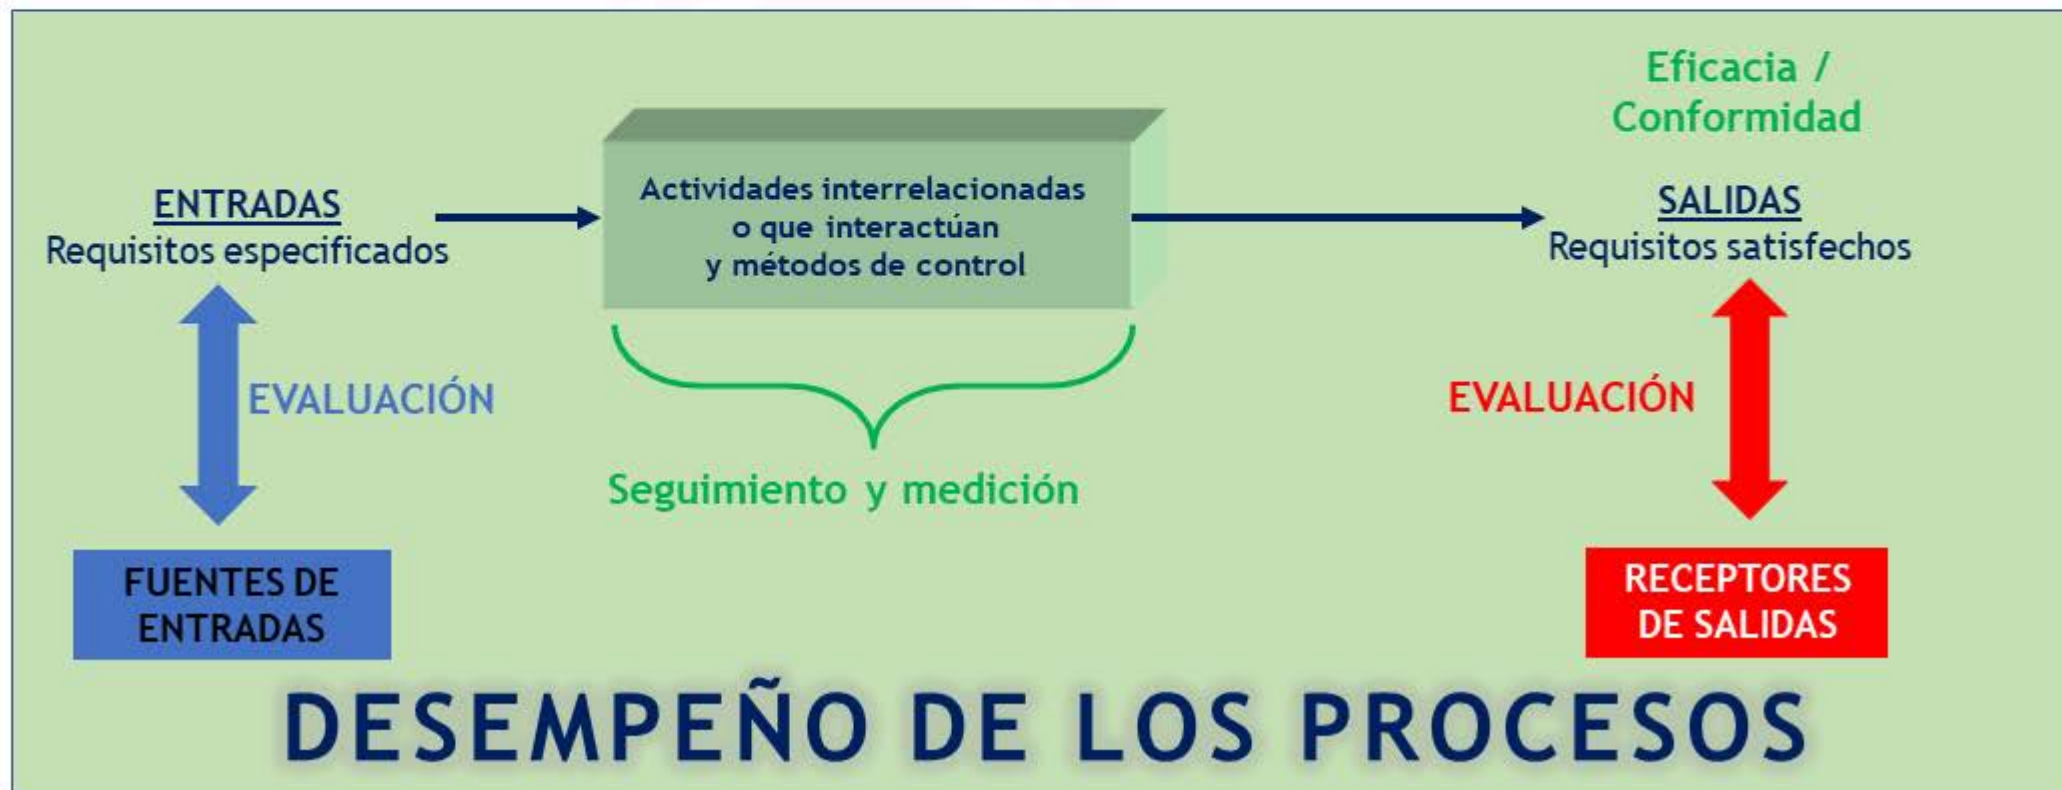 Eficacia /
Conformidad
ENTRADAS
Requisitos especificados
Actividades interrelacionadas
o que interactúan
y métodos de control
SALIDAS
Requisitos satisfechos
EVALUACIÓN
Seguimiento y medición
EVALUACIÓN
FUENTES DE
ENTRADAS
RECEPTORES
DE SALIDAS
DESEMPEÑO DE LOS PROCESOS